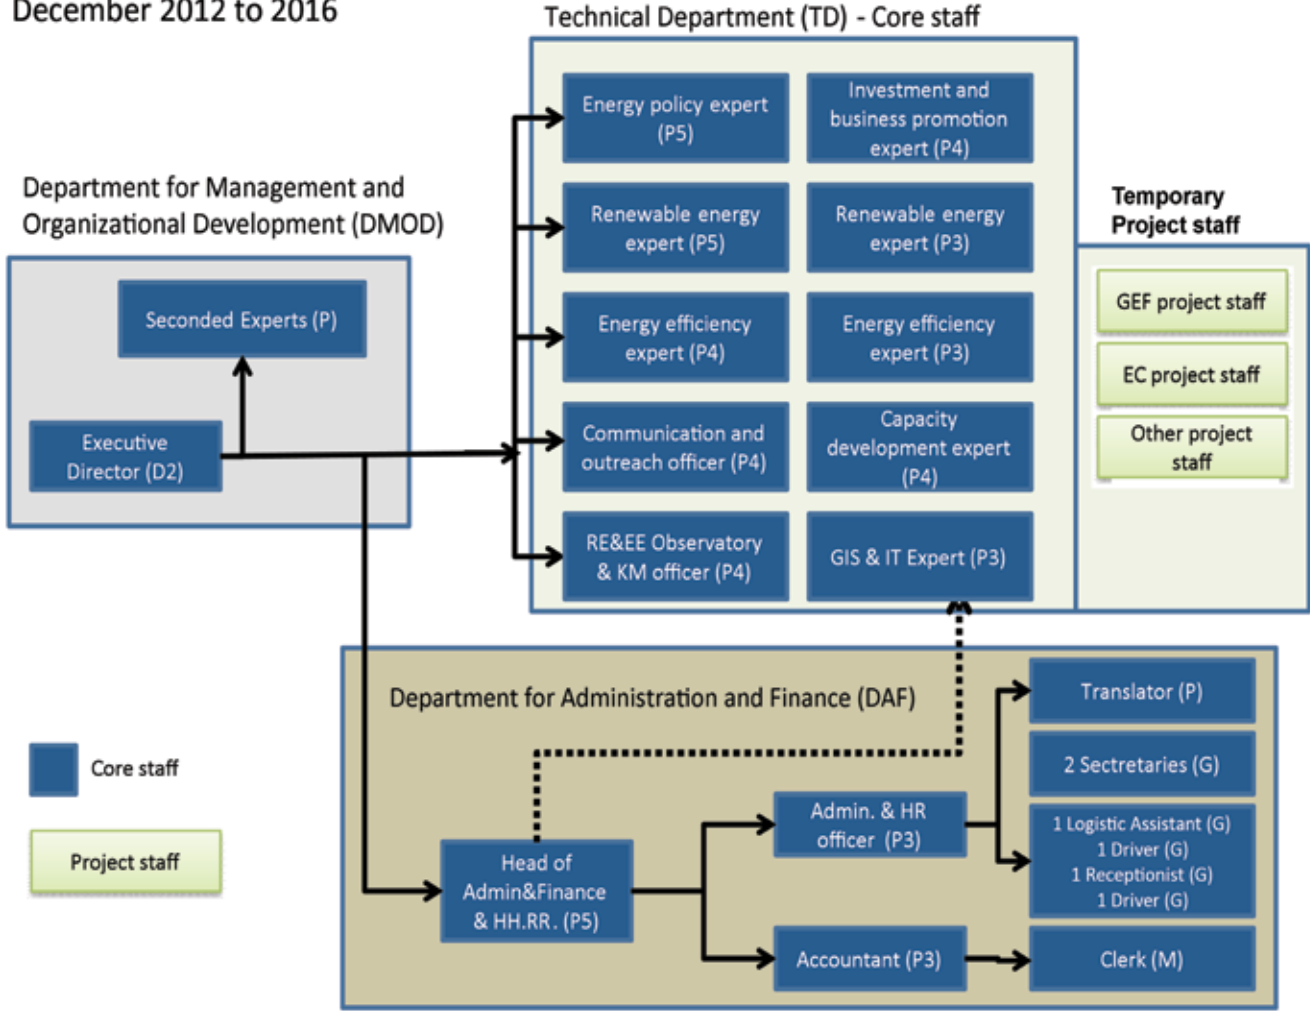 December 2012 to 2016
Technical Department (TD) - Core staff
Energy policy expert
(P5)
Investment and
business promotion
expert (P4)
Department for Management and
Organizational Development (DMOD)
Renewable energy
expert (P5)
Renewable energy
expert (P3)
Temporary
Project staff
Seconded Experts (P)
Energy efficiency
expert (P4)
Energy efficiency
expert (P3)
GEF project staff
EC project staff
Other project
staff
Executive
Director (D2)
Communication and
outreach officer (P4)
Capacity
development expert
(P4)
RE&EE Observatory
& KM officer (P4)
GIS & IT Expert (P3)
Department for Administration and Finance (DAF)
Translator (P)
2 Sectretaries (G)
Core staff
Admin. & HR
officer (P3)
1 Logistic Assistant (G)
1 Driver (G)
1 Receptionist (G)
1 Driver (G)
Project staff
Head of
Admin&Finance
& HH.RR. (P5)
Accountant (P3)
Clerk (M)